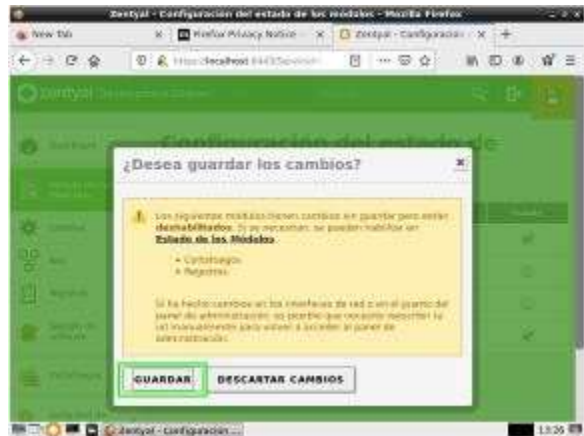 Zentyal - Configuración del estado de los módulos - Mozilla Firefox
New Tab
Firefox Privacy Notice
Zentyal - Configuración
localhost
zentyal
Configuración del estado de
¿Desea guardar los cambios?
Los siguientes módulos tienen cambios sin guardar pero están
deshabilitados. Si se necesitan, se pueden habilitar en
Estado de los Módulos.
Cortafuegos
Registros
Si ha hecho cambios en las interfaces de red o en el puerto del
panel de administración, es posible que necesite reescribir la
url manualmente para volver a acceder al panel de
administración.
GUARDAR
DESCARTAR CAMBIOS
Zentyal - Configuración ...
13:26